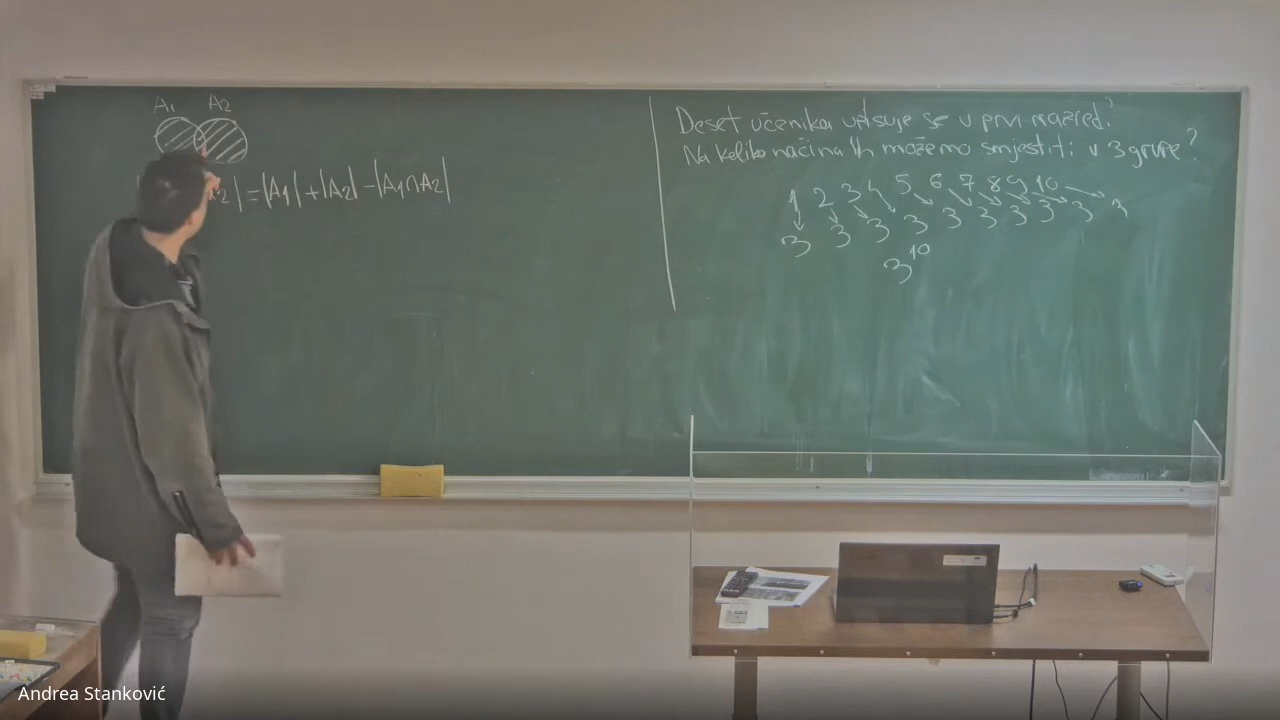 A1 A2
A2| = |A1| + |A2| - |A1∩A2|
Deset učenika upisuje se u prvi razred.
Na koliko načina ih možemo smjestiti u 3 grupe?
1 2 3 4 5 6 7 8 9 10
3 3 3 3 3 3 3 3 3
3^10
Andrea Stanković